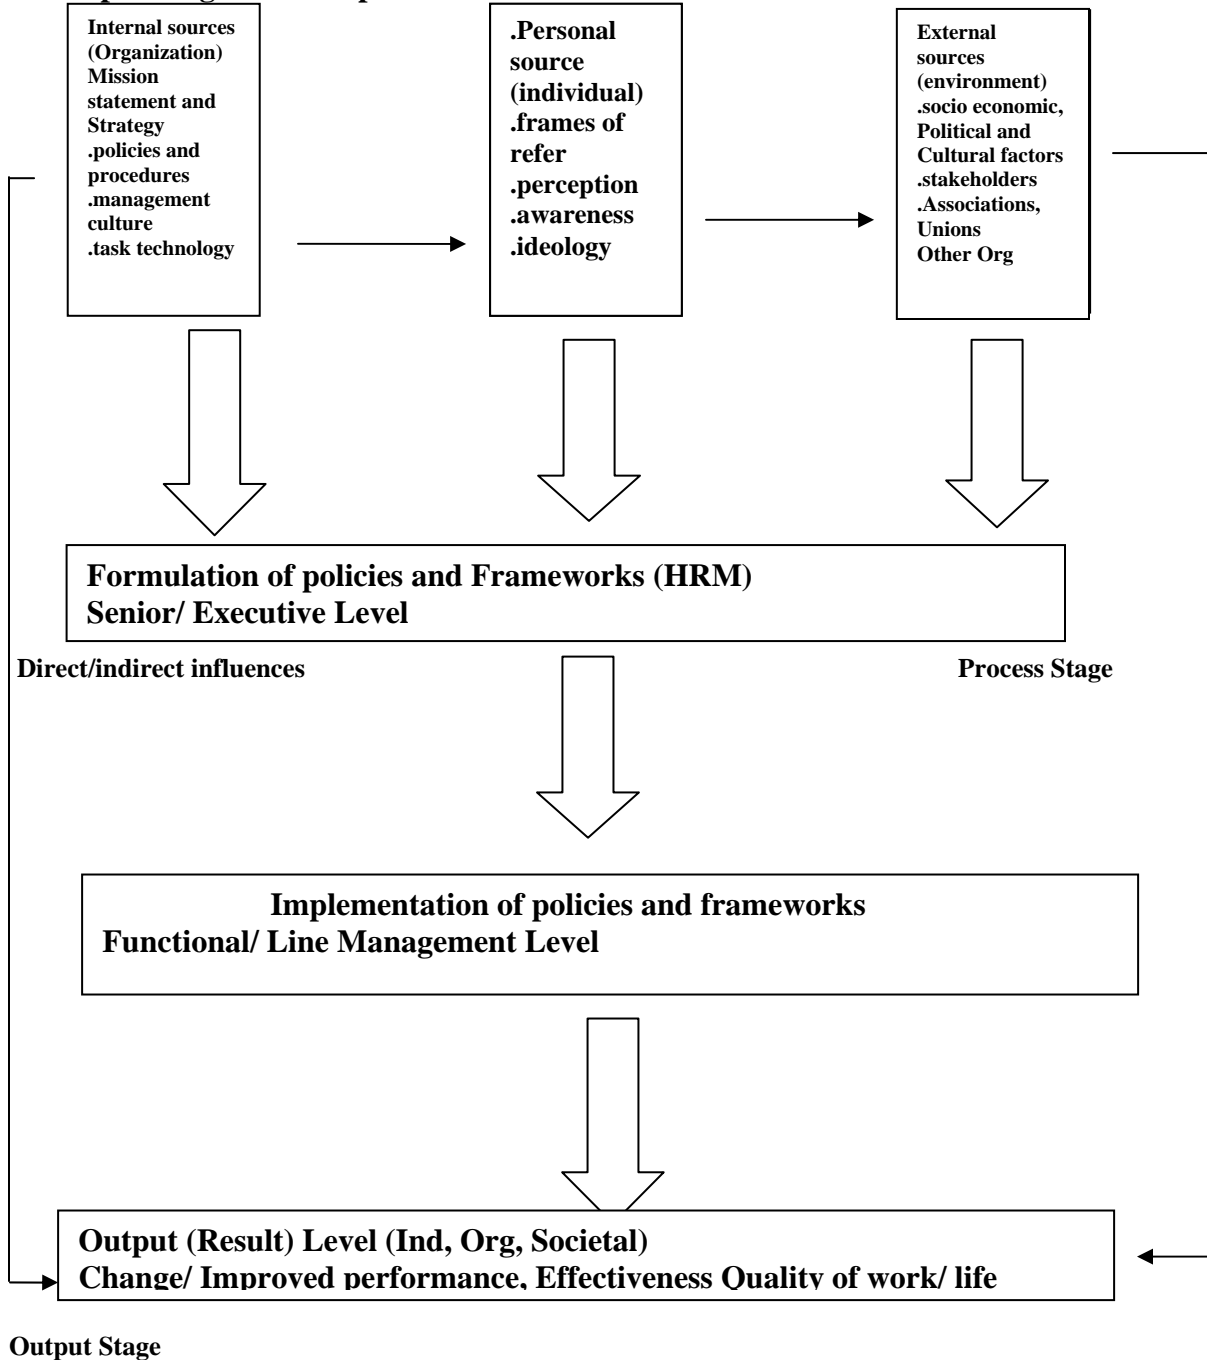 Internal sources
(Organization)
Mission
statement and
Strategy
.policies and
procedures
.management
culture
.task technology
.Personal
source
(individual)
.frames of
refer
.perception
.awareness
.ideology
External
sources
(environment)
.socio economic,
Political and
Cultural factors
.stakeholders
.Associations,
Unions
Other Org
Formulation of policies and Frameworks (HRM)
Senior/ Executive Level
Direct/indirect influences
Process Stage
Implementation of policies and frameworks
Functional/ Line Management Level
Output (Result) Level (Ind, Org, Societal)
Change/ Improved performance, Effectiveness Quality of work/ life
Output Stage